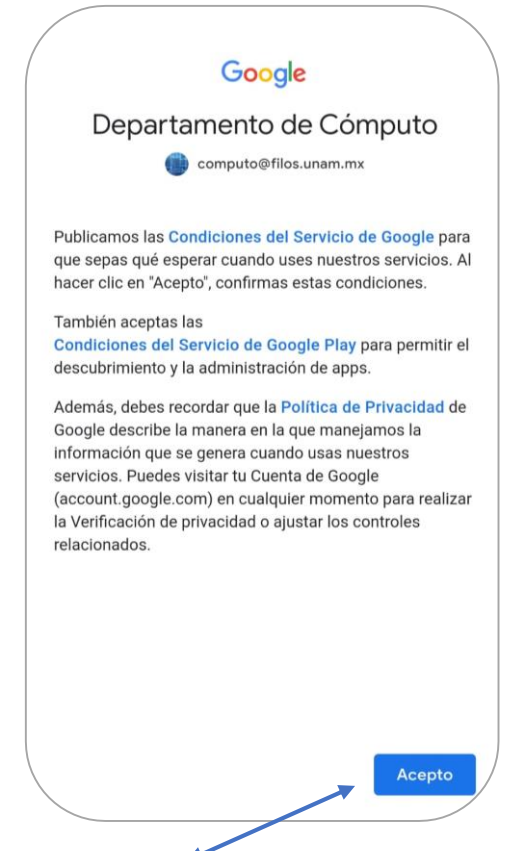 Google
Departamento de Cómputo
computo@filos.unam.mx
Publicamos las Condiciones del Servicio de Google para
que sepas qué esperar cuando uses nuestros servicios. Al
hacer clic en "Acepto", confirmas estas condiciones.
También aceptas las
Condiciones del Servicio de Google Play para permitir el
descubrimiento y la administración de apps.
Además, debes recordar que la Política de Privacidad de
Google describe la manera en la que manejamos la
información que se genera cuando usas nuestros
servicios. Puedes visitar tu Cuenta de Google
(account.google.com) en cualquier momento para realizar
la Verificación de privacidad o ajustar los controles
relacionados.
Acepto